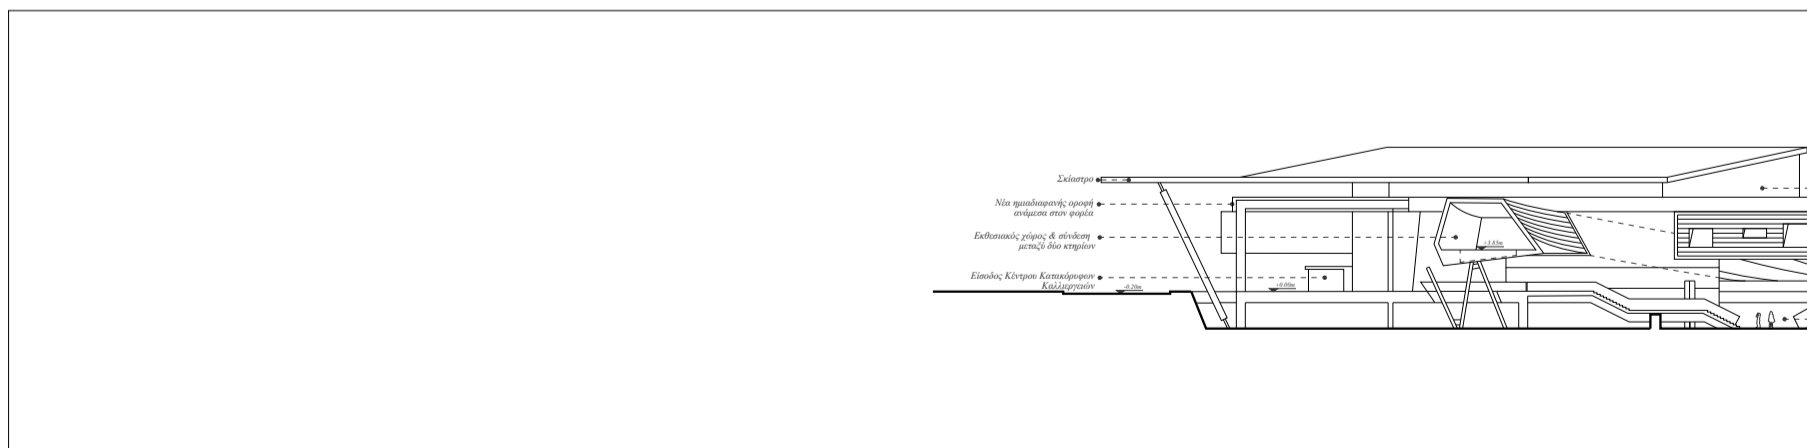 Σκίαστρο
Νέα ημιαδιαφανής οροφή
ανάμεσα στον φορέα
Εκθεσιακός χώρος & σύνδεση
μεταξύ δύο κτηρίων
+3.85m
Είσοδος Κέντρου Κατακόρυφων
Καλλιεργειών
-0.20m
+0.00m